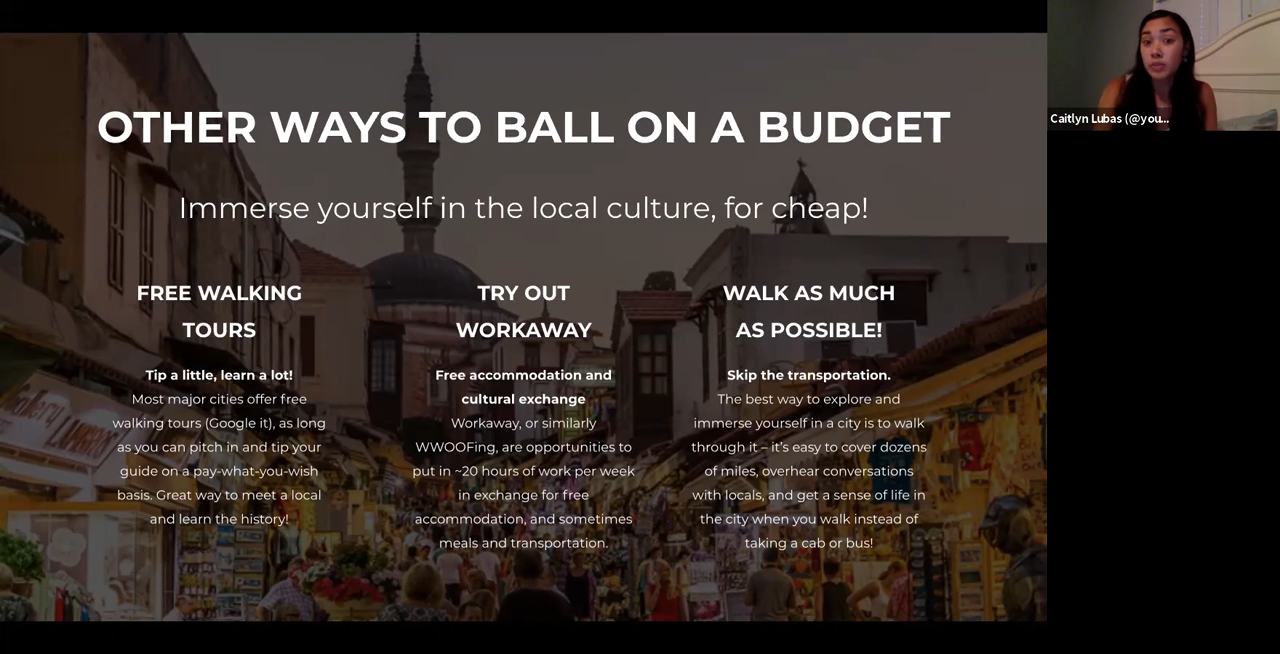 OTHER WAYS TO BALL ON A BUDGET
Immerse yourself in the local culture, for cheap!
FREE WALKING
TOURS
Tip a little, learn a lot!
Most major cities offer free
walking tours (Google it), as long
as you can pitch in and tip your
guide on a pay-what-you-wish
basis. Great way to meet a local
and learn the history!
TRY OUT
WORKAWAY
Free accommodation and
cultural exchange
Workaway, or similarly
WWOOFing, are opportunities to
put in ~20 hours of work per week
in exchange for free
accommodation, and sometimes
meals and transportation.
WALK AS MUCH
AS POSSIBLE!
Skip the transportation.
The best way to explore and
immerse yourself in a city is to walk
through it – it’s easy to cover dozens
of miles, overhear conversations
with locals, and get a sense of life in
the city when you walk instead of
taking a cab or bus!
Caitlyn Lubas (@you...